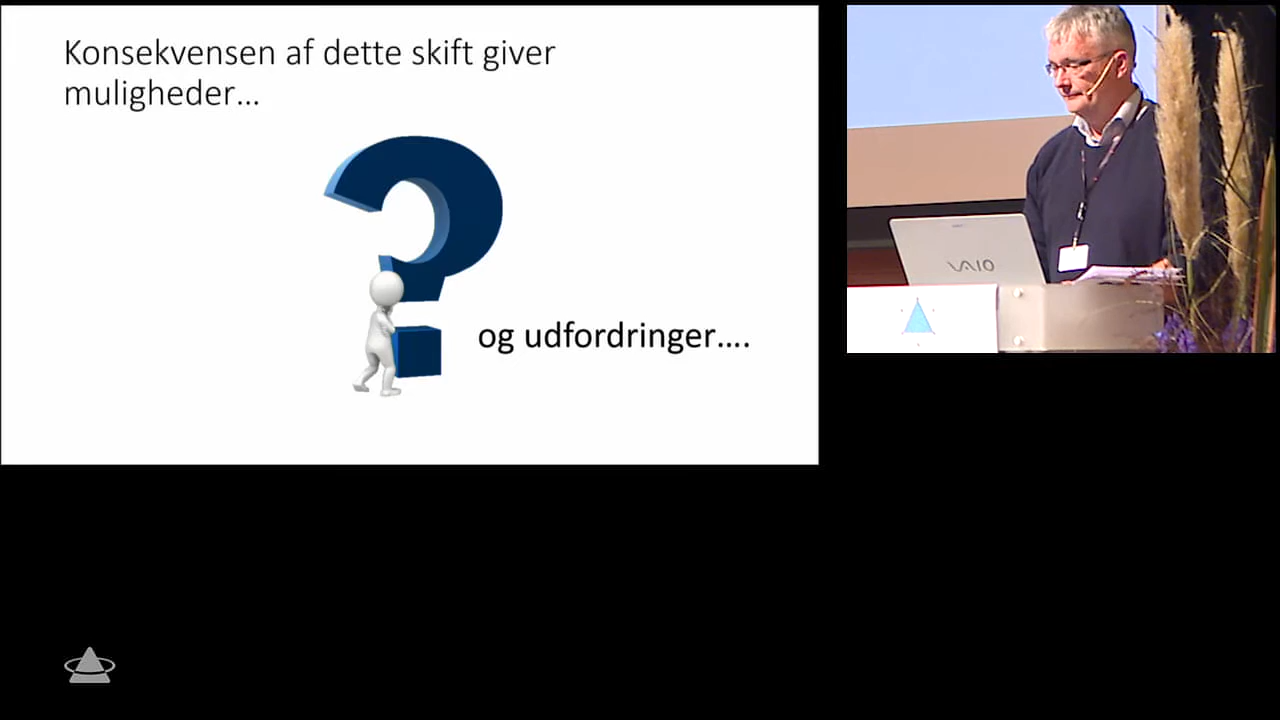 Konsekvensen af dette skift giver
muligheder...
og udfordringer....
VAIO